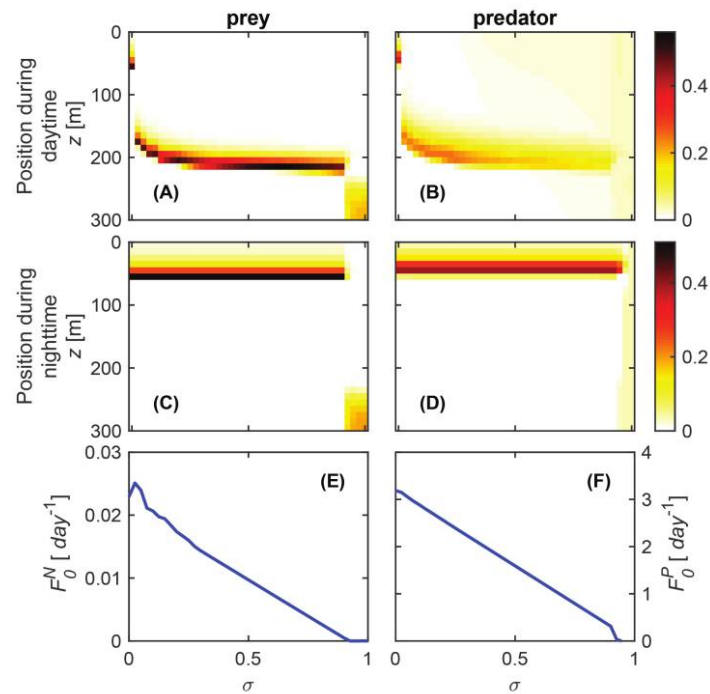 prey
predator
Position during
daytime
z [m]
0
100
200
300
(A)
(B)
0.4
0.2
0
Position during
nighttime
z [m]
0
100
200
300
(C)
(D)
0.4
0.2
0
F₀ᴺ [ day⁻¹]
0.03
0.02
0.01
0
(E)
(F)
4
3
2
1
0
F₀ᴾ [ day⁻¹]
0
0.5
1
0
0.5
1
σ
σ